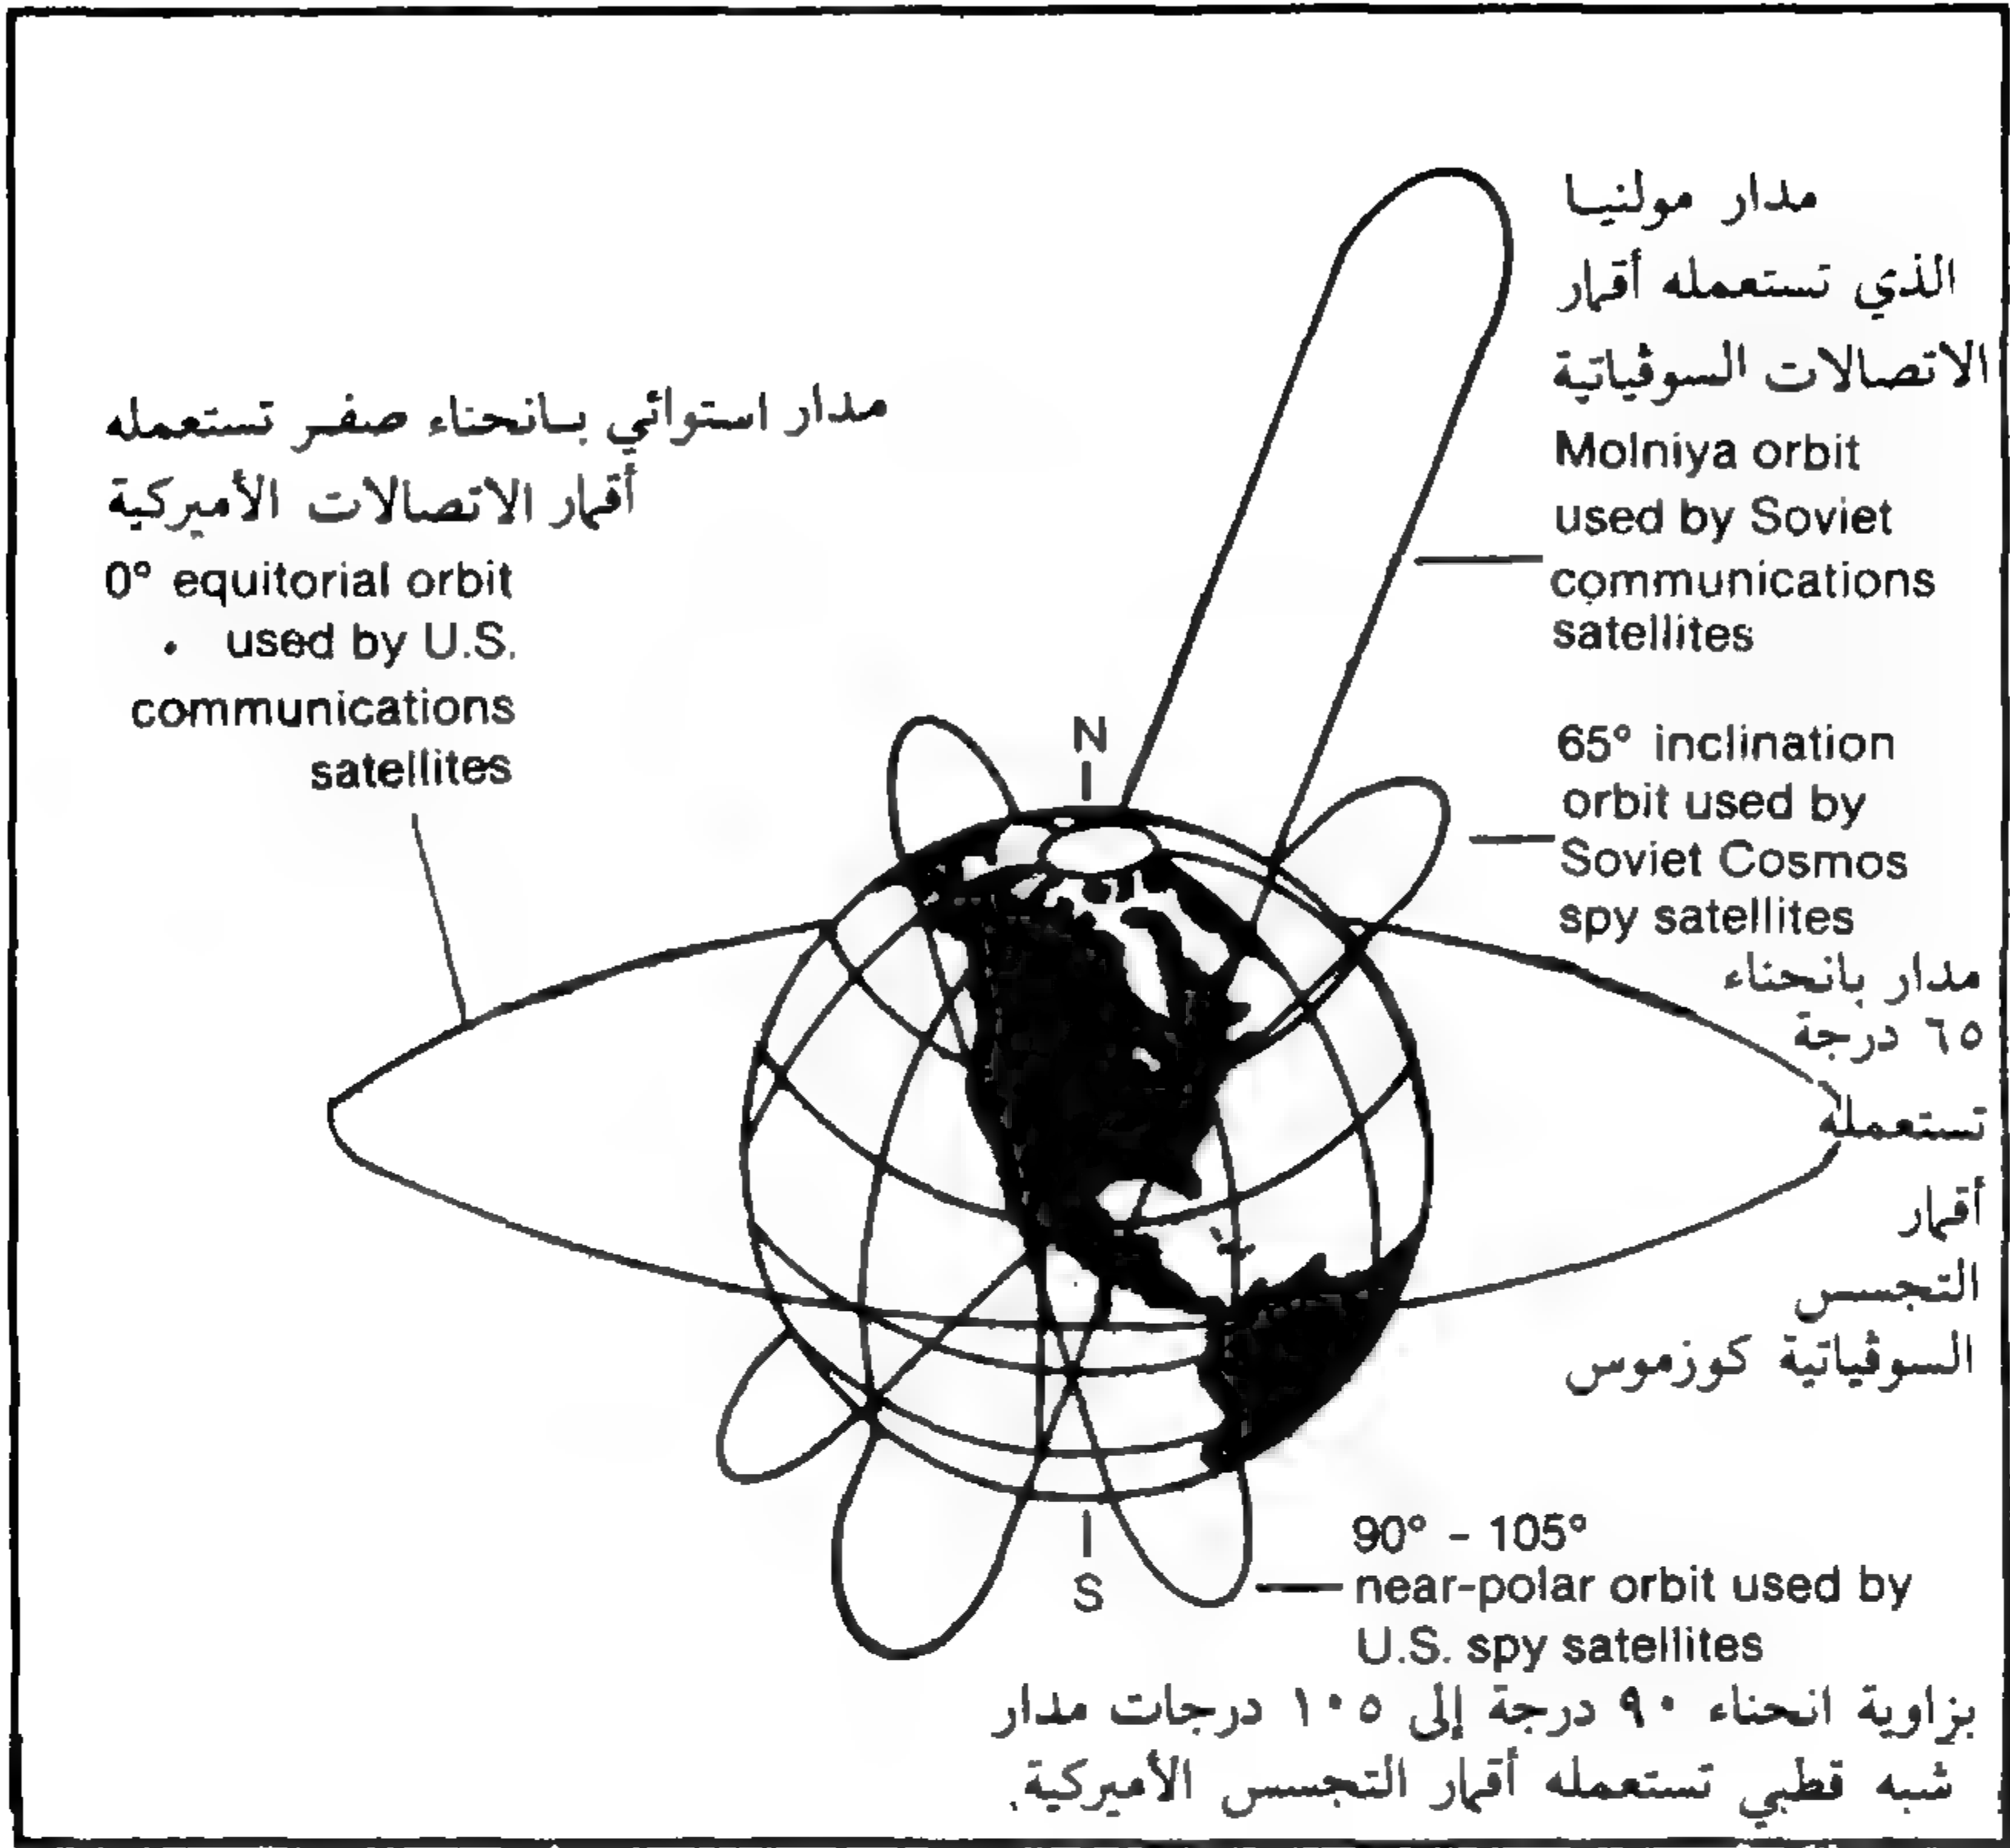 مدار مولنيا
الذي تستعمله أقمار
الاتصالات السوڤياتية
Molniya orbit
used by Soviet
communications
satellites
مدار استوائي بانحناء صفر تستعمله
أقمار الاتصالات الأميركية
0° equitorial orbit
used by U.S.
communications
satellites
N
65° inclination
orbit used by
Soviet Cosmos
spy satellites
مدار بانحناء
٦٥ درجة
تستعمله
أقمار
التجسس
السوڤياتية كوزموس
S
90° - 105°
near-polar orbit used by
U.S. spy satellites
بزاوية انحناء ٩٠ درجة إلى ١٠٥ درجات مدار
شبه قطبي تستعمله أقمار التجسس الأميركية.